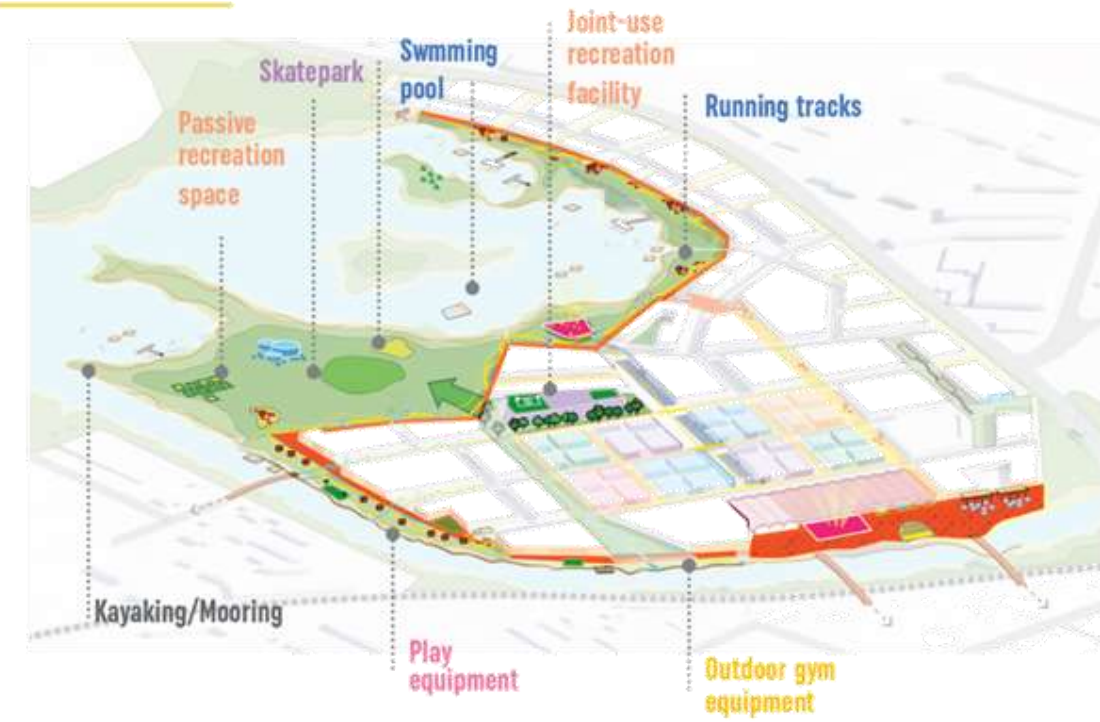 Joint-use
recreation
facility
Swmming
pool
Skatepark
Running tracks
Passive
recreation
space
Kayaking/Mooring
Play
equipment
Outdoor gym
equipment